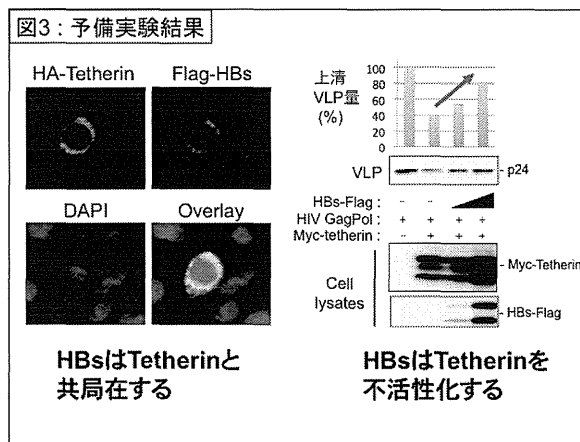 図3：予備実験結果
HA-Tetherin Flag-HBs
DAPI Overlay
HBsはTetherinと
共局在する
上清
VLP量
(%)
100
80
60
40
20
0
VLP p24
HBs-Flag : - -
HIV GagPol : + + + +
Myc-tetherin : - + + +
Cell
lysates
- Myc-Tetherin
- HBs-Flag
HBsはTetherinを
不活性化する